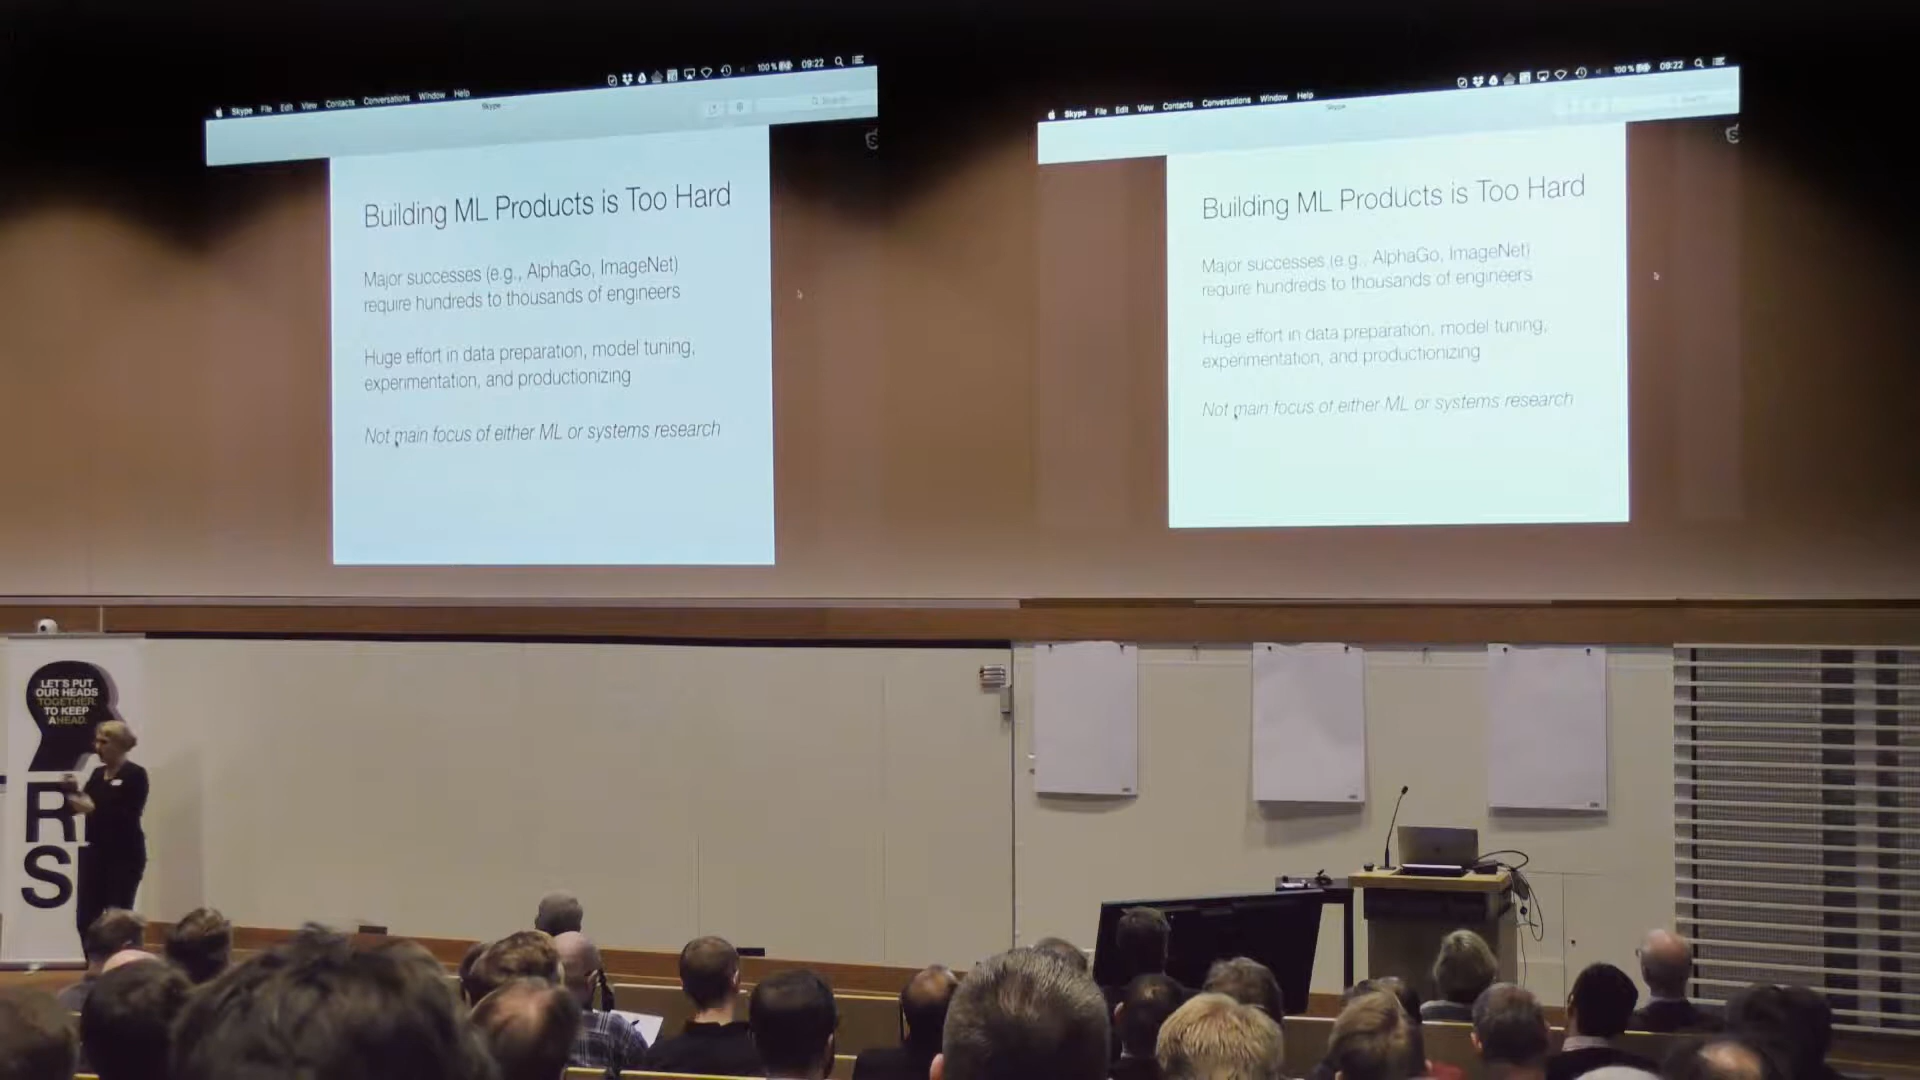 Skype File Edit View Contacts Conversations Window Help
100 % 09:22
Skype
Search
Building ML Products is Too Hard
Major successes (e.g., AlphaGo, ImageNet)
require hundreds to thousands of engineers
Huge effort in data preparation, model tuning,
experimentation, and productionizing
Not main focus of either ML or systems research
Skype File Edit View Contacts Conversations Window Help
100 % 09:22
Skype
Building ML Products is Too Hard
Major successes (e.g., AlphaGo, ImageNet)
require hundreds to thousands of engineers
Huge effort in data preparation, model tuning,
experimentation, and productionizing
Not main focus of either ML or systems research
LET'S PUT
OUR HEADS
TOGETHER
TO KEEP
AHEAD.
R
S